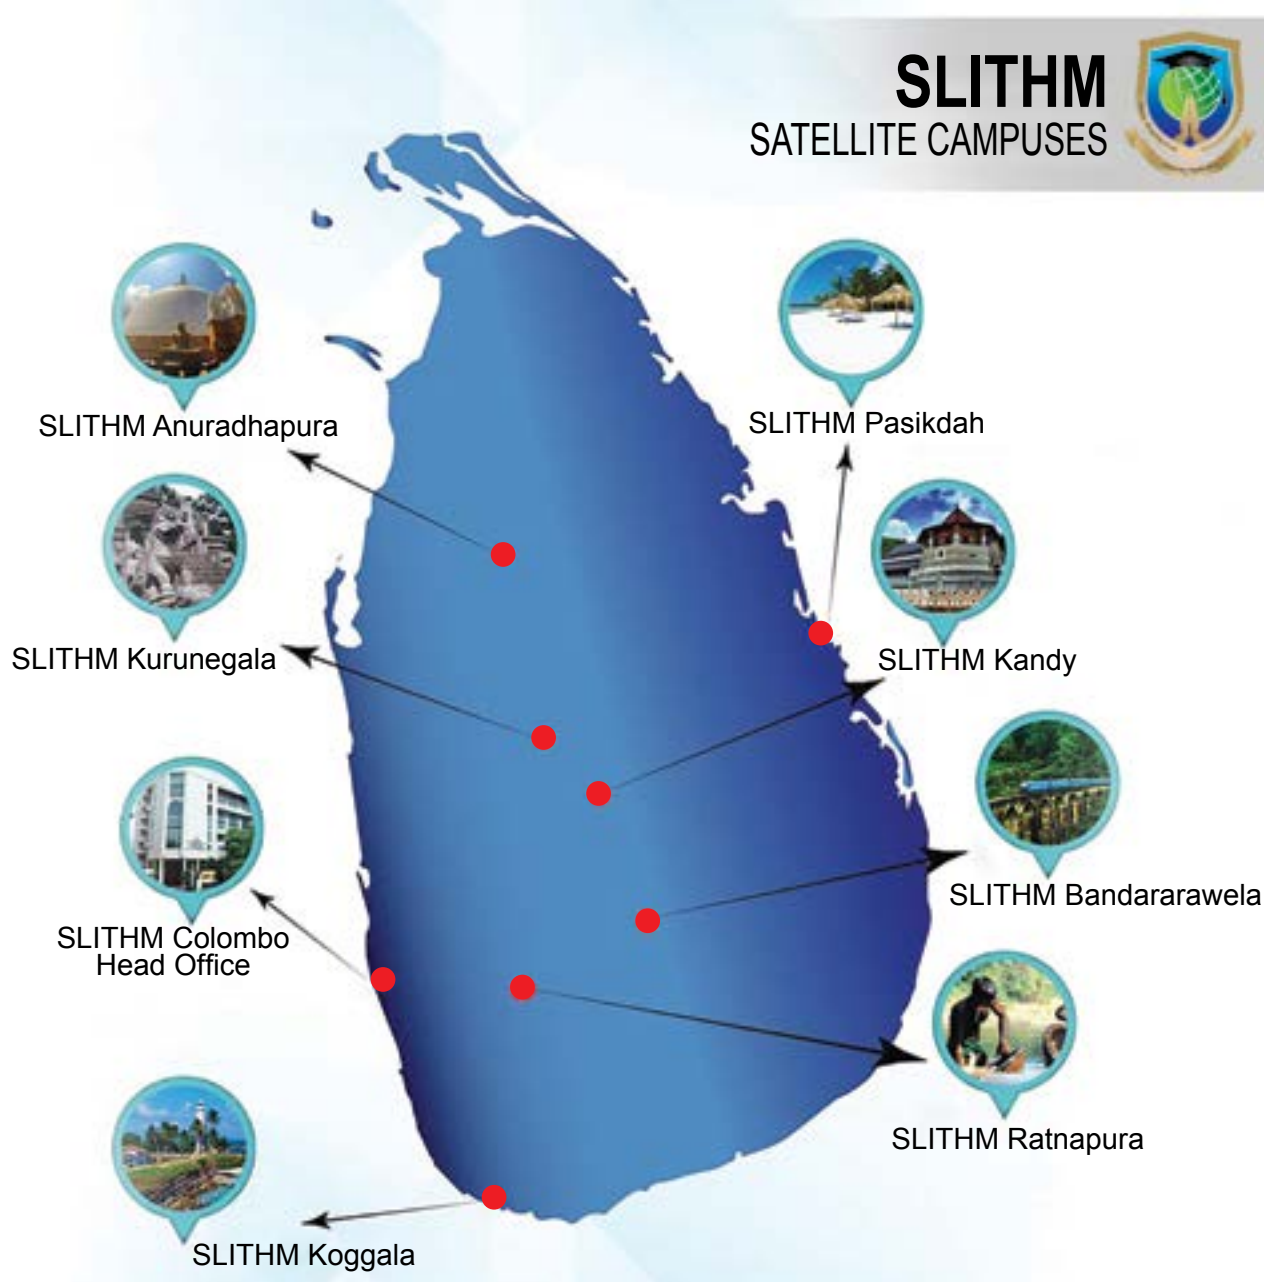 SLITHM
SATELLITE CAMPUSES
SLITHM Anuradhapura
SLITHM Pasikdah
SLITHM Kurunegala
SLITHM Kandy
SLITHM Colombo
Head Office
SLITHM Bandararawela
SLITHM Ratnapura
SLITHM Koggala